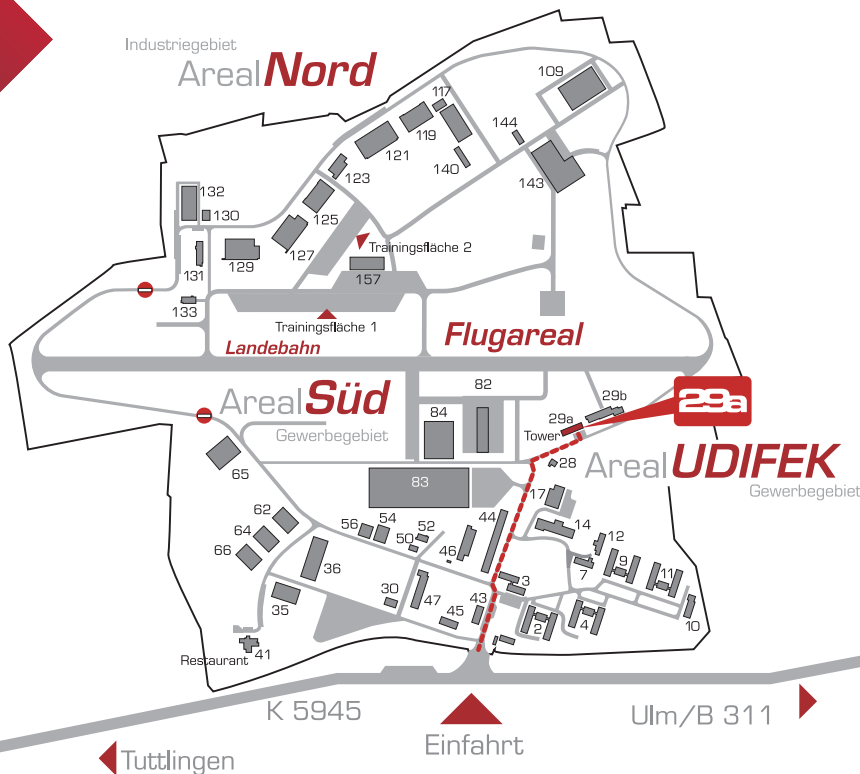 Industriegebiet
Areal Nord
109
117
119
144
121
140
143
123
132
125
130
127
Trainingsfläche 2
129
131
157
133
Trainingsfläche 1
Landebahn
Flugareal
82
Areal Süd
Gewerbegebiet
84
29b
29a
29a
Tower
28
Areal UDIFEK
Gewerbegebiet
65
83
17
62
56
54
52
44
14
64
50
12
66
46
36
7
9
11
3
35
30
47
43
45
2
4
10
Restaurant
41
K 5945
Ulm/B 311
Einfahrt
Tuttlingen